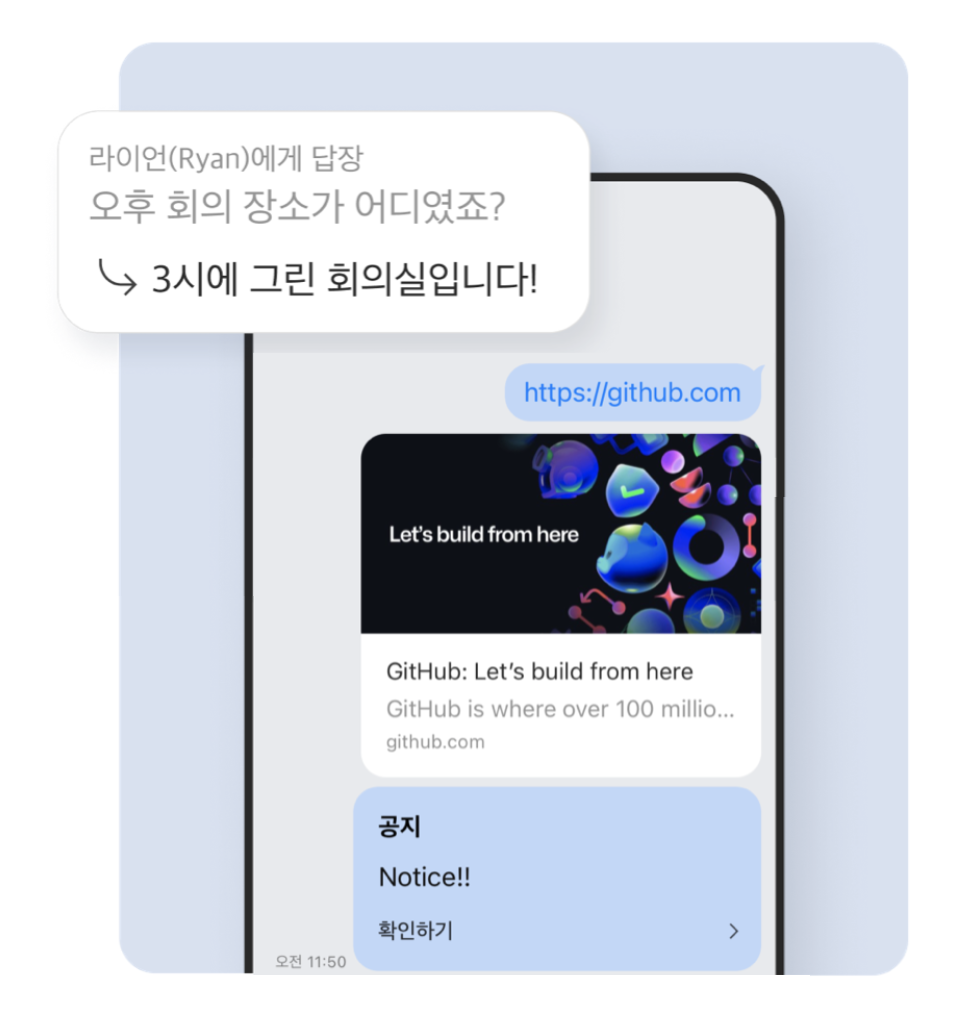 라이언(Ryan)에게 답장
오후 회의 장소가 어디였죠?
3시에 그린 회의실입니다!
https://github.com
Let's build from here
GitHub: Let's build from here
GitHub is where over 100 millio...
github.com
공지
Notice!!
확인하기
오전 11:50